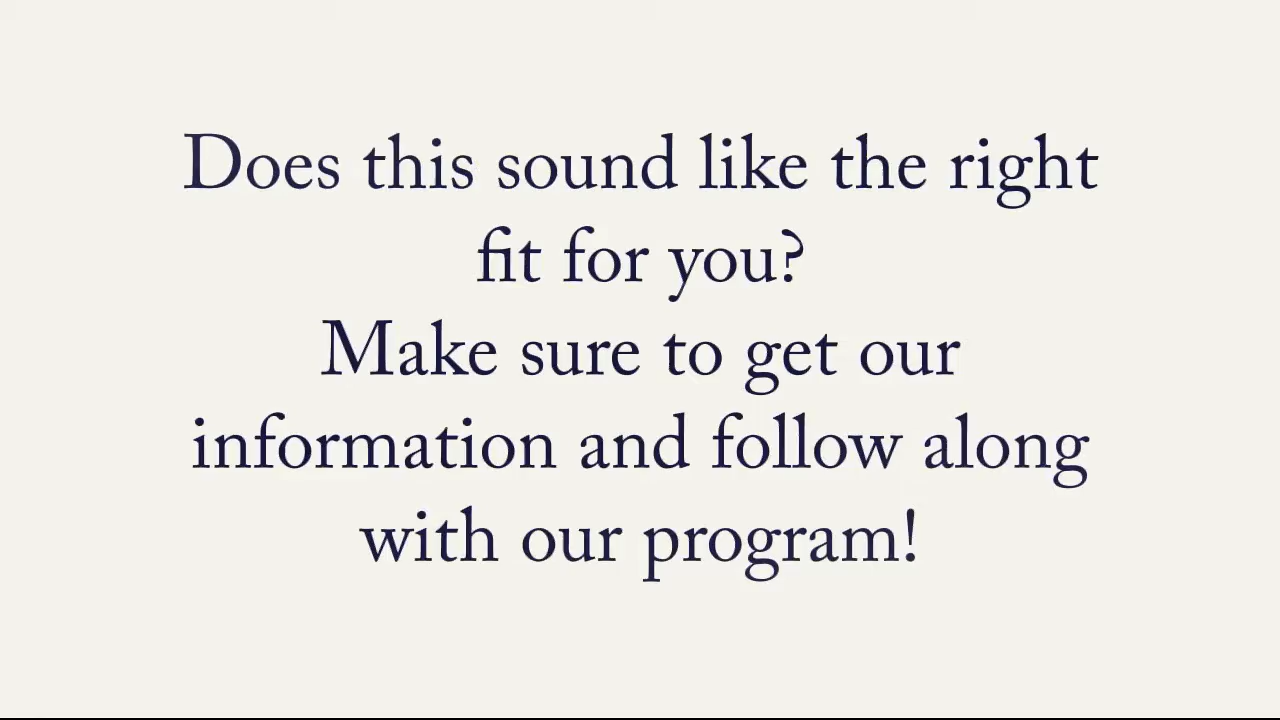 Does this sound like the right
fit for you?
Make sure to get our
information and follow along
with our program!